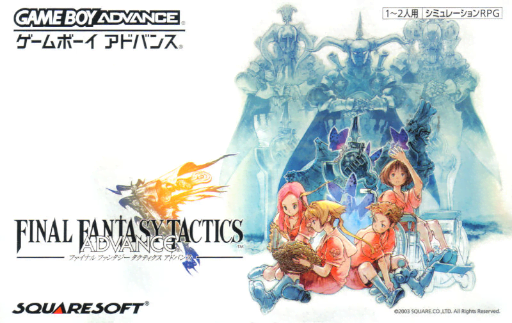 GAME BOY ADVANCE
ゲームボーイ アドバンス
1～2人用 シミュレーションRPG
FINAL FANTASY TACTICS
ADVANCE
TM
ファイナル ファンタジー タクティクス アドバンス
SQUARESOFT®
©2003 SQUARE CO.,LTD. All Rights Reserved.